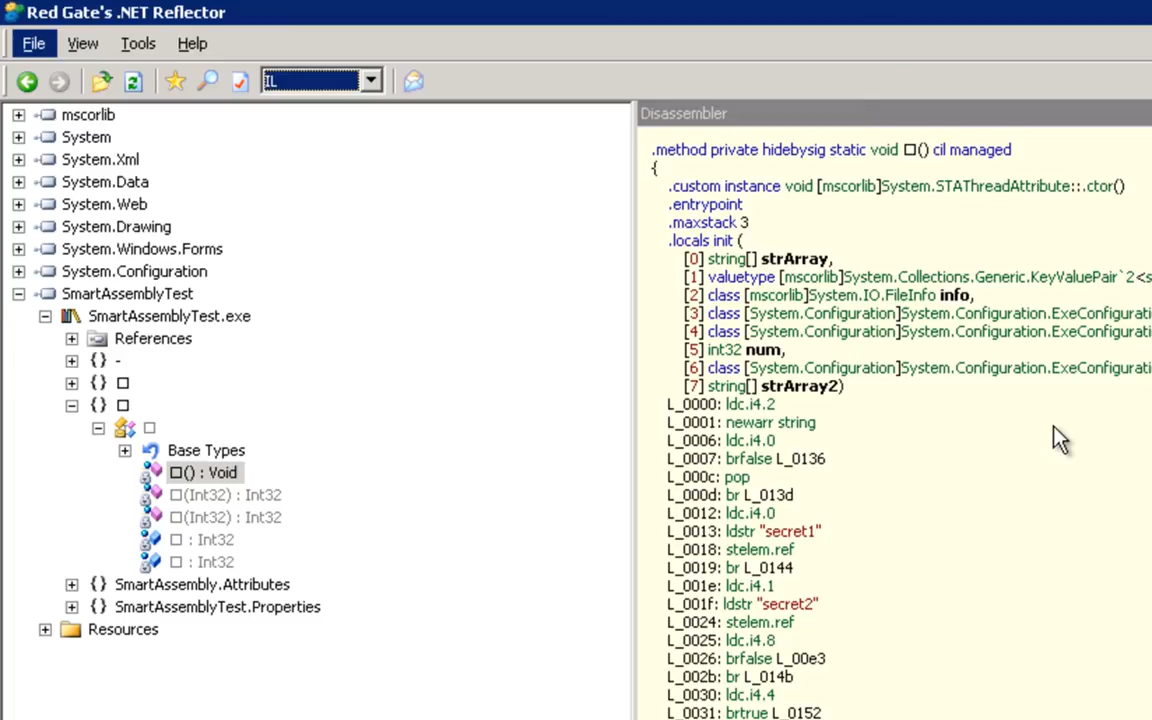 Red Gate's .NET Reflector
File View Tools Help
IL
mscorlib
System
System.Xml
System.Data
System.Web
System.Drawing
System.Windows.Forms
System.Configuration
SmartAssemblyTest
SmartAssemblyTest.exe
References
{} -
{} □
{} □
□
Base Types
□() : Void
□(Int32) : Int32
□(Int32) : Int32
□ : Int32
□ : Int32
{} SmartAssembly.Attributes
{} SmartAssemblyTest.Properties
Resources
Disassembler
.method private hidebysig static void □() cil managed
{
.custom instance void [mscorlib]System.STAThreadAttribute::.ctor()
.entrypoint
.maxstack 3
.locals init (
[0] string[] strArray,
[1] valuetype [mscorlib]System.Collections.Generic.KeyValuePair`2<s
[2] class [mscorlib]System.IO.FileInfo info,
[3] class [System.Configuration]System.Configuration.ExeConfigurati
[4] class [System.Configuration]System.Configuration.ExeConfigurati
[5] int32 num,
[6] class [System.Configuration]System.Configuration.ExeConfigurati
[7] string[] strArray2)
L_0000: ldc.i4.2
L_0001: newarr string
L_0006: ldc.i4.0
L_0007: brfalse L_0136
L_000c: pop
L_000d: br L_013d
L_0012: ldc.i4.0
L_0013: ldstr "secret1"
L_0018: stelem.ref
L_0019: br L_0144
L_001e: ldc.i4.1
L_001f: ldstr "secret2"
L_0024: stelem.ref
L_0025: ldc.i4.8
L_0026: brfalse L_00e3
L_002b: br L_014b
L_0030: ldc.i4.4
L_0031: brtrue L_0152